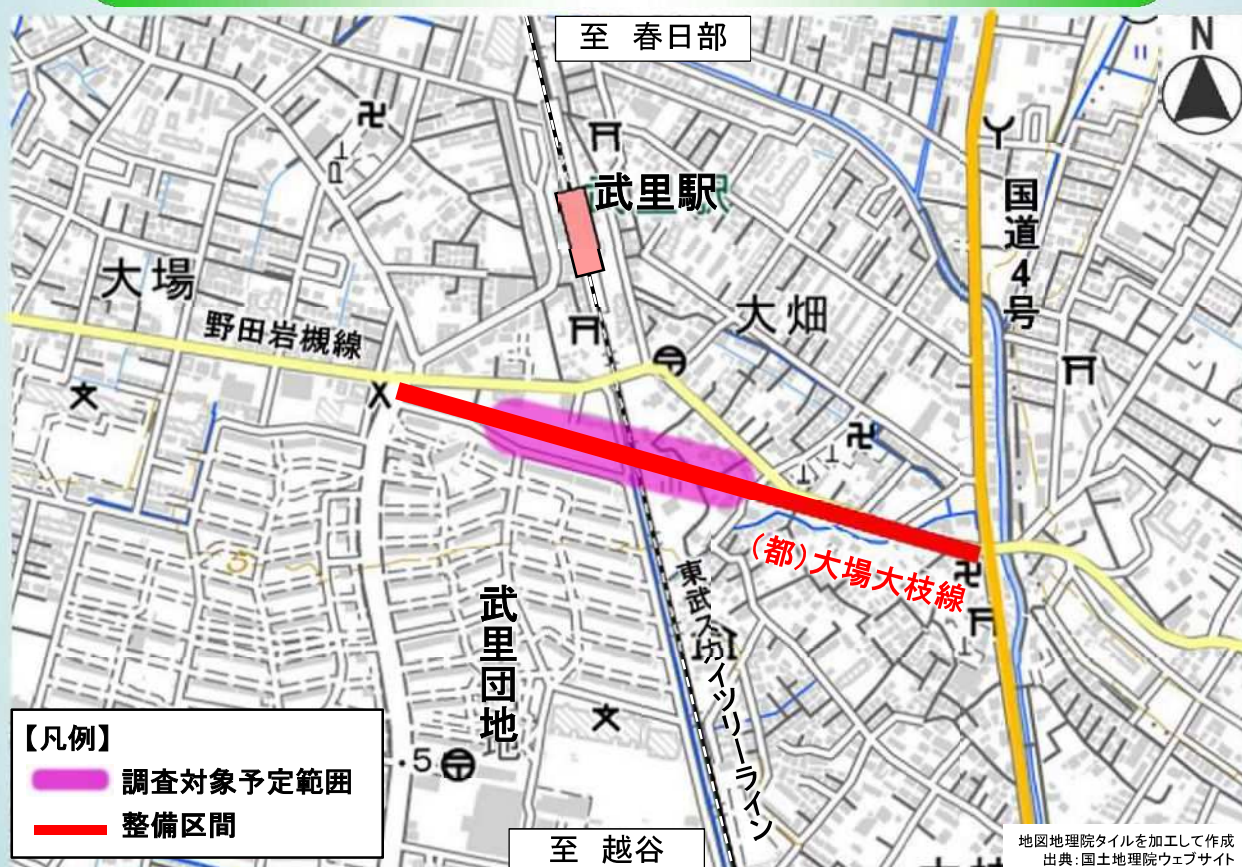 至 春日部
N
武里駅
国道4号
大場
大畑
野田岩槻線
(都)大場大枝線
東武スカイツリーライン
武里団地
5
・5
【凡例】
調査対象予定範囲
整備区間
至 越谷
地図地理院タイルを加工して作成
出典:国土地理院ウェブサイト